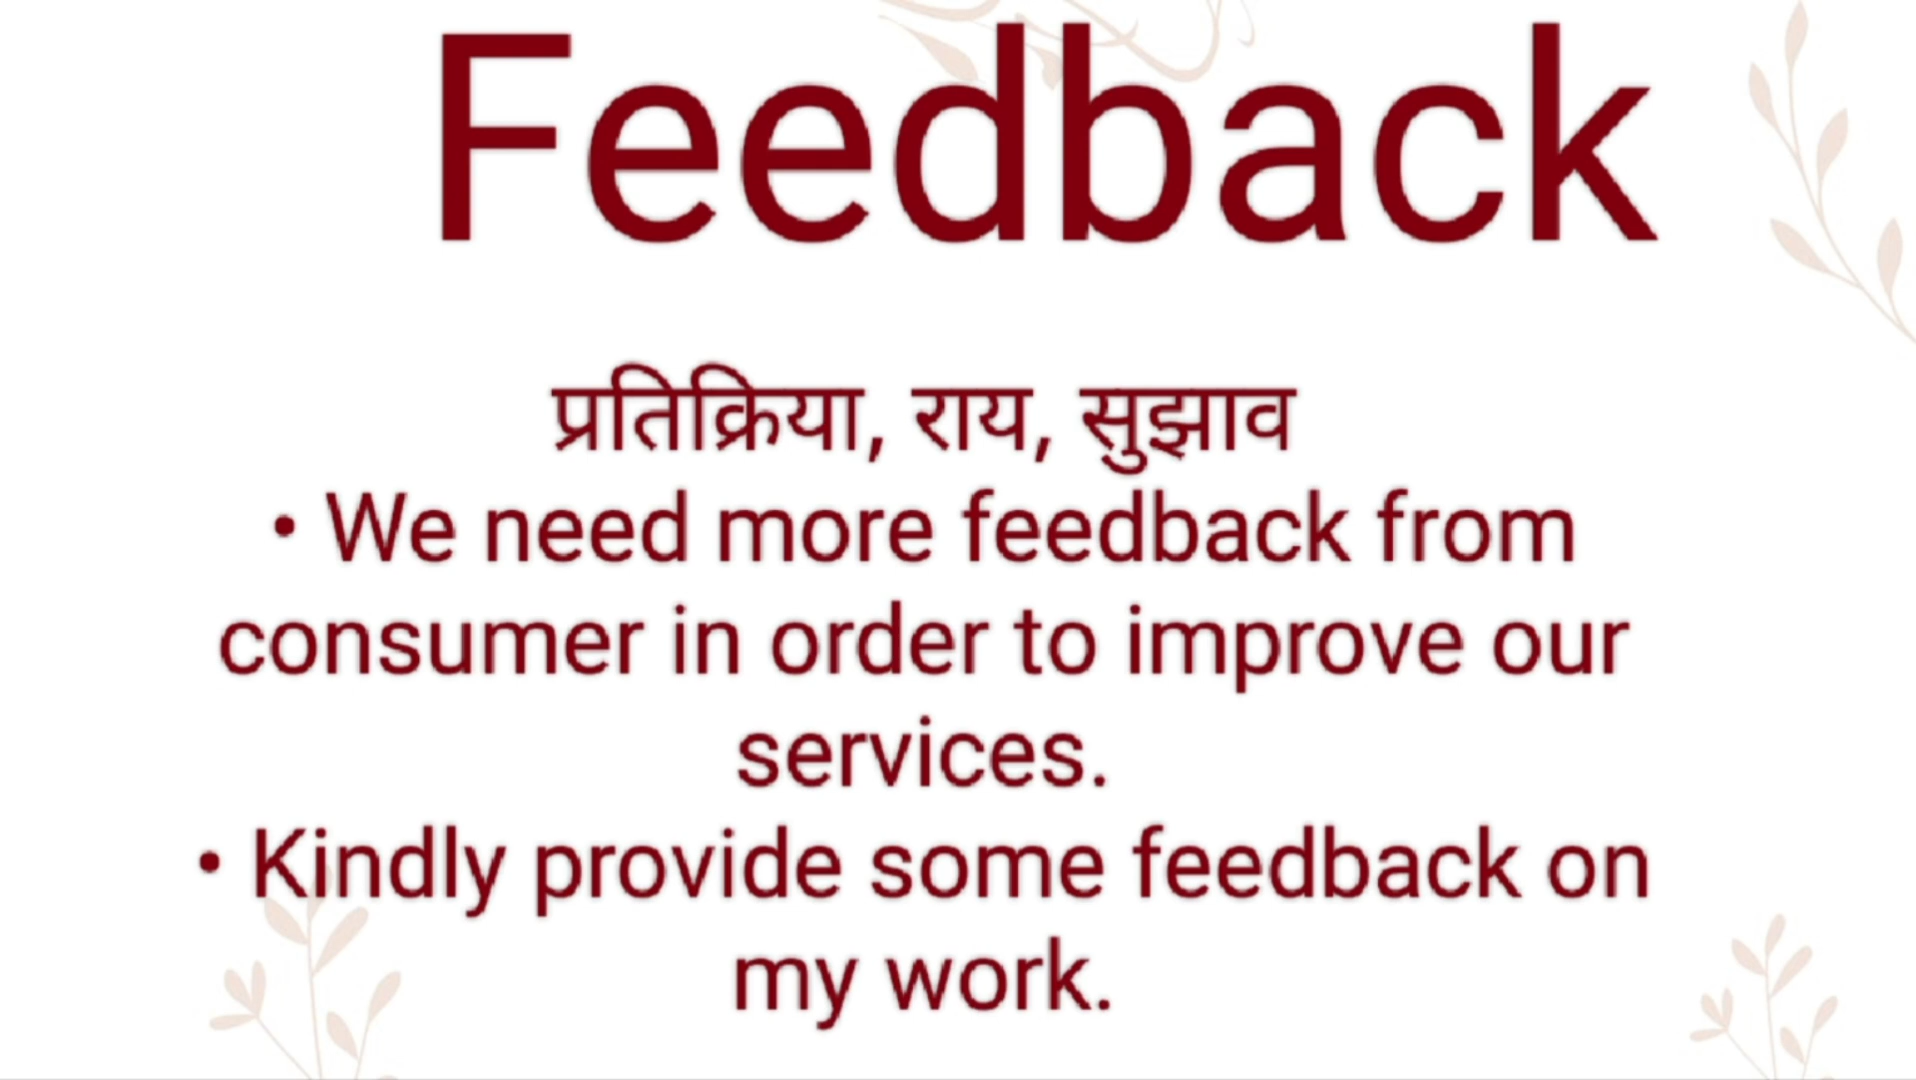 Feedback
प्रतिक्रिया, राय, सुझाव
• We need more feedback from
consumer in order to improve our
services.
• Kindly provide some feedback on
my work.